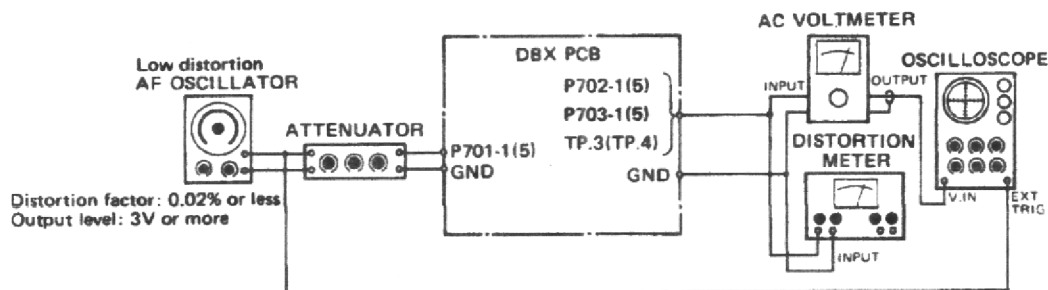 AC VOLTMETER
DBX PCB
OSCILLOSCOPE
Low distortion
AF OSCILLATOR
P702-1(5)
INPUT
OUTPUT
P703-1(5)
ATTENUATOR
TP.3(TP.4)
DISTORTION
METER
P701-1(5)
GND
GND
Distortion factor: 0.02% or less
Output level: 3V or more
V.IN
EXT
TRIG
INPUT